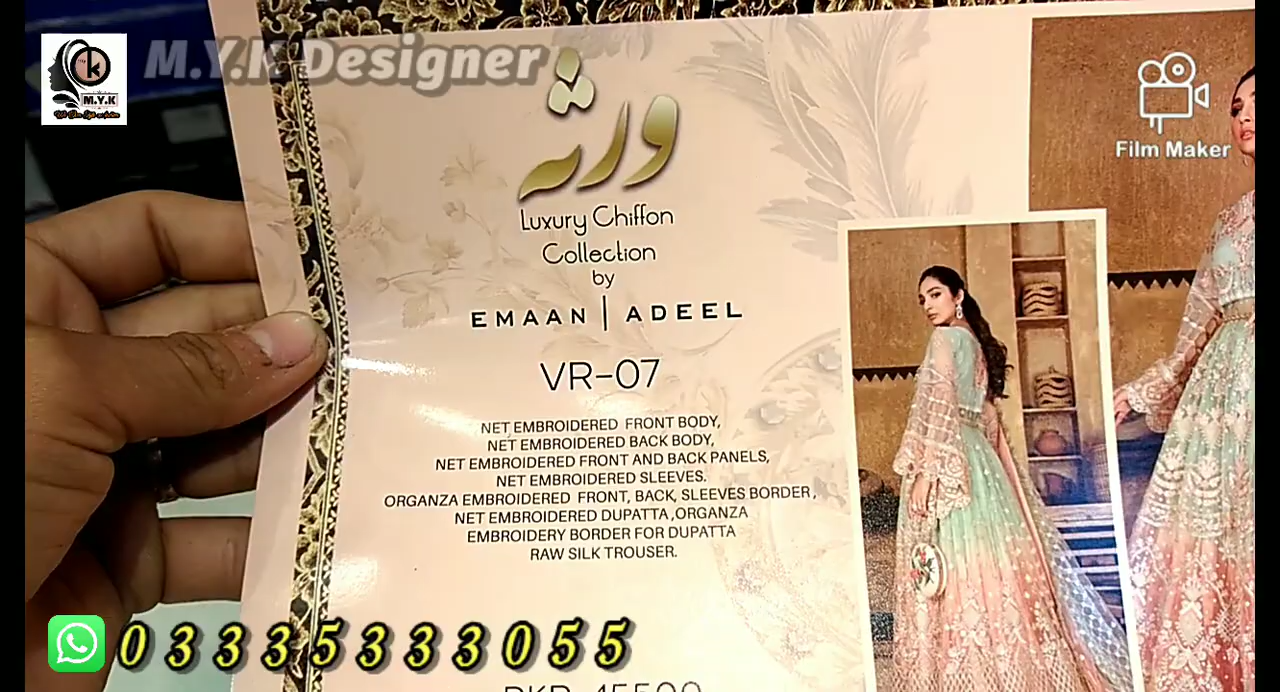 M.Y.K Designer
M.Y.K
Film Maker
ورثہ
Luxury Chiffon
Collection
by
EMAAN | ADEEL
VR-07
NET EMBROIDERED FRONT BODY,
NET EMBROIDERED BACK BODY,
NET EMBROIDERED FRONT AND BACK PANELS,
NET EMBROIDERED SLEEVES.
ORGANZA EMBROIDERED FRONT, BACK, SLEEVES BORDER,
NET EMBROIDERED DUPATTA ,ORGANZA
EMBROIDERY BORDER FOR DUPATTA
RAW SILK TROUSER.
03335333055